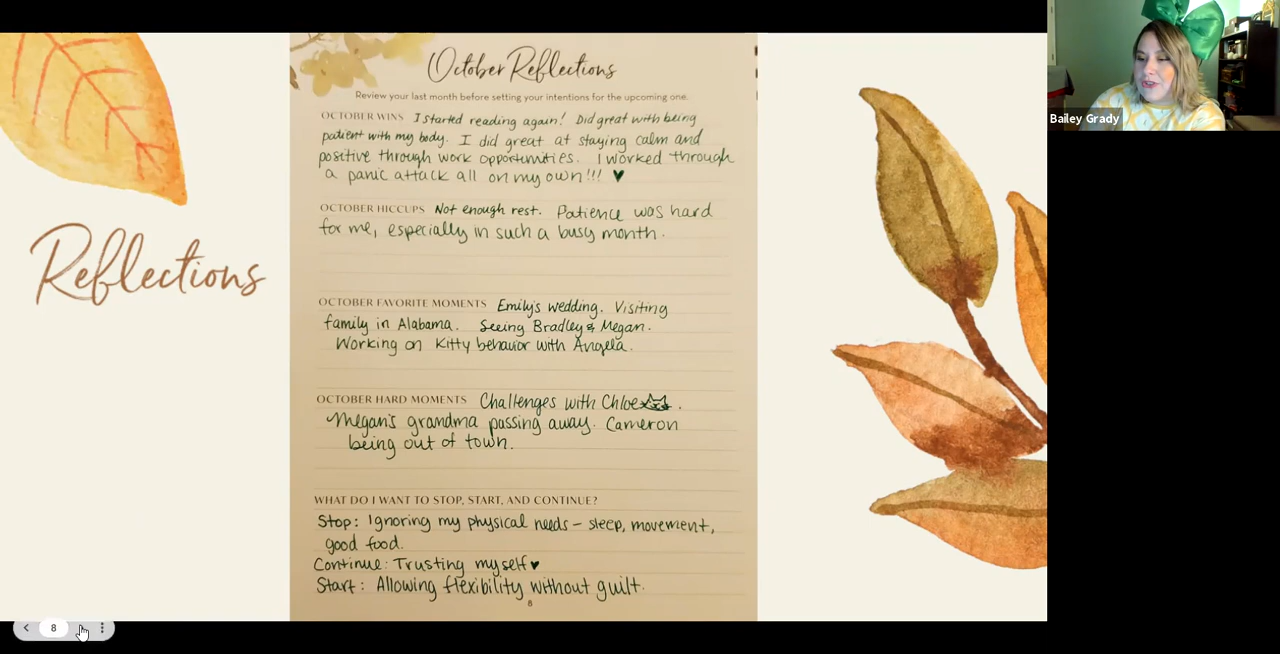 Reflections
October Reflections
Review your last month before setting your intentions for the upcoming one.
OCTOBER WINS I started reading again! Did great with being
patient with my body. I did great at staying calm and
positive through work opportunities. I worked through
a panic attack all on my own!!! ♥
OCTOBER HICCUPS Not enough rest. Patience was hard
for me, especially in such a busy month.
OCTOBER FAVORITE MOMENTS Emily's wedding. Visiting
family in Alabama. Seeing Bradley & Megan.
Working on Kitty behavior with Angela.
OCTOBER HARD MOMENTS Challenges with Chloe.
Megan's grandma passing away. Cameron
being out of town.
WHAT DO I WANT TO STOP, START, AND CONTINUE?
Stop: Ignoring my physical needs - sleep, movement,
good food.
Continue: Trusting myself ♥
Start: Allowing flexibility without guilt.
8
8
Bailey Grady